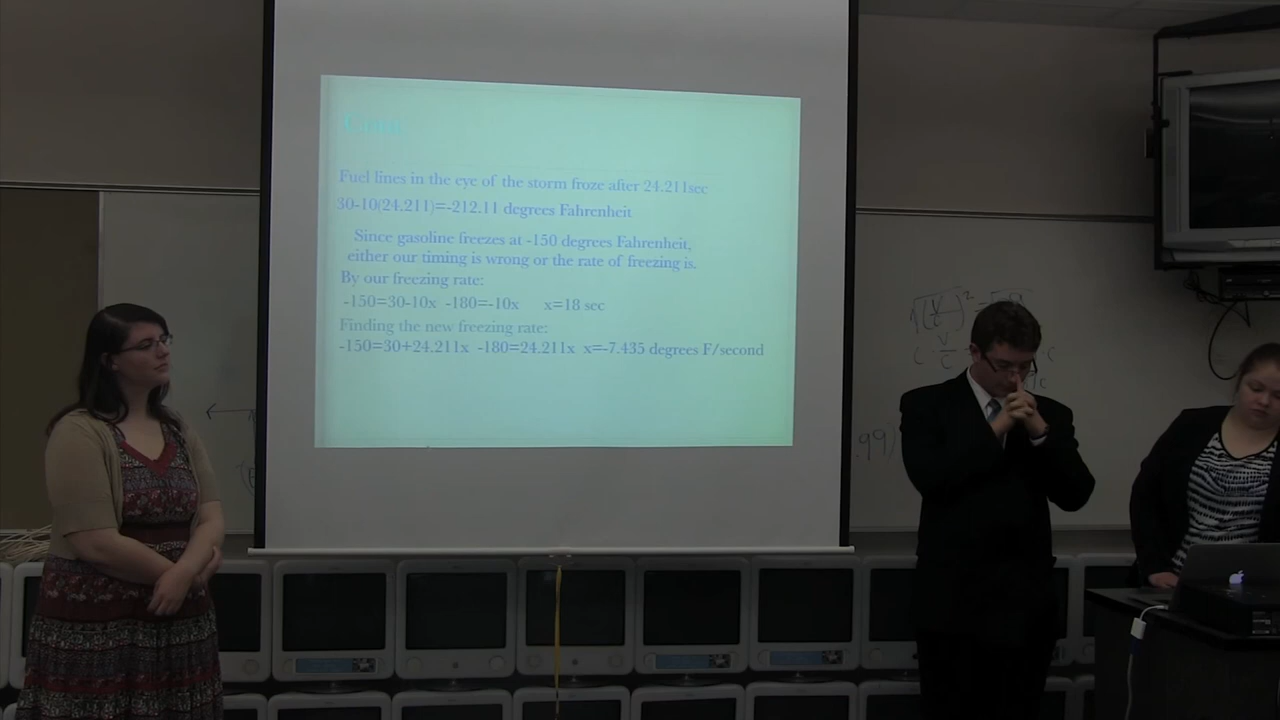 Cont.
Fuel lines in the eye of the storm froze after 24.211sec
30-10(24.211)=-212.11 degrees Fahrenheit
Since gasoline freezes at -150 degrees Fahrenheit,
either our timing is wrong or the rate of freezing is.
By our freezing rate:
-150=30-10x -180=-10x x=18 sec
Finding the new freezing rate:
-150=30+24.211x -180=24.211x x=-7.435 degrees F/second
.99)